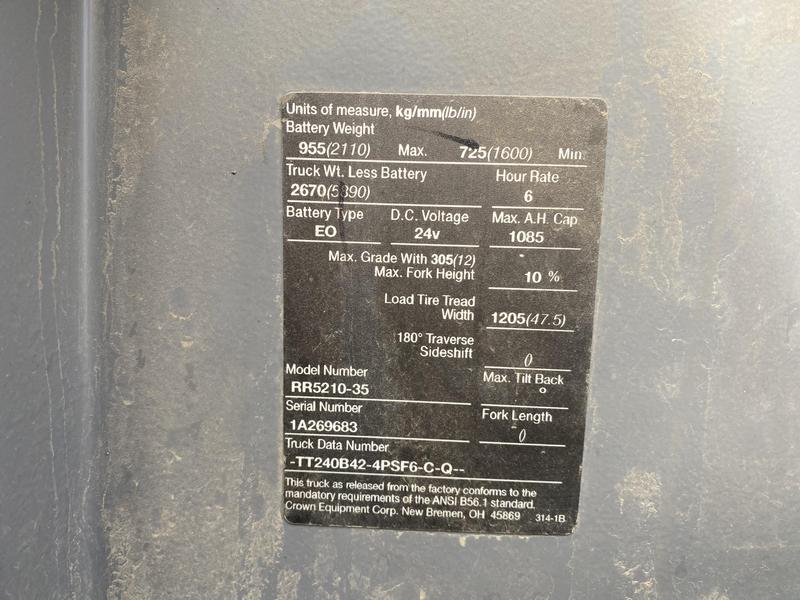 Units of measure, kg/mm(lb/in)
Battery Weight
955(2110) Max. 725(1600) Min.
Truck Wt. Less Battery Hour Rate
2670(5890) 6
Battery Type D.C. Voltage Max. A.H. Cap.
EO 24v 1085
Max. Grade With 305(12)
Max. Fork Height 10 %
Load Tire Tread
Width 1205(47.5)
180° Traverse
Sideshift 0
Model Number Max. Tilt Back
RR5210-35 °
Serial Number Fork Length
1A269683 0
Truck Data Number
-TT240B42-4PSF6-C-Q--
This truck as released from the factory conforms to the
mandatory requirements of the ANSI B56.1 standard.
Crown Equipment Corp. New Bremen, OH 45869 314-1B